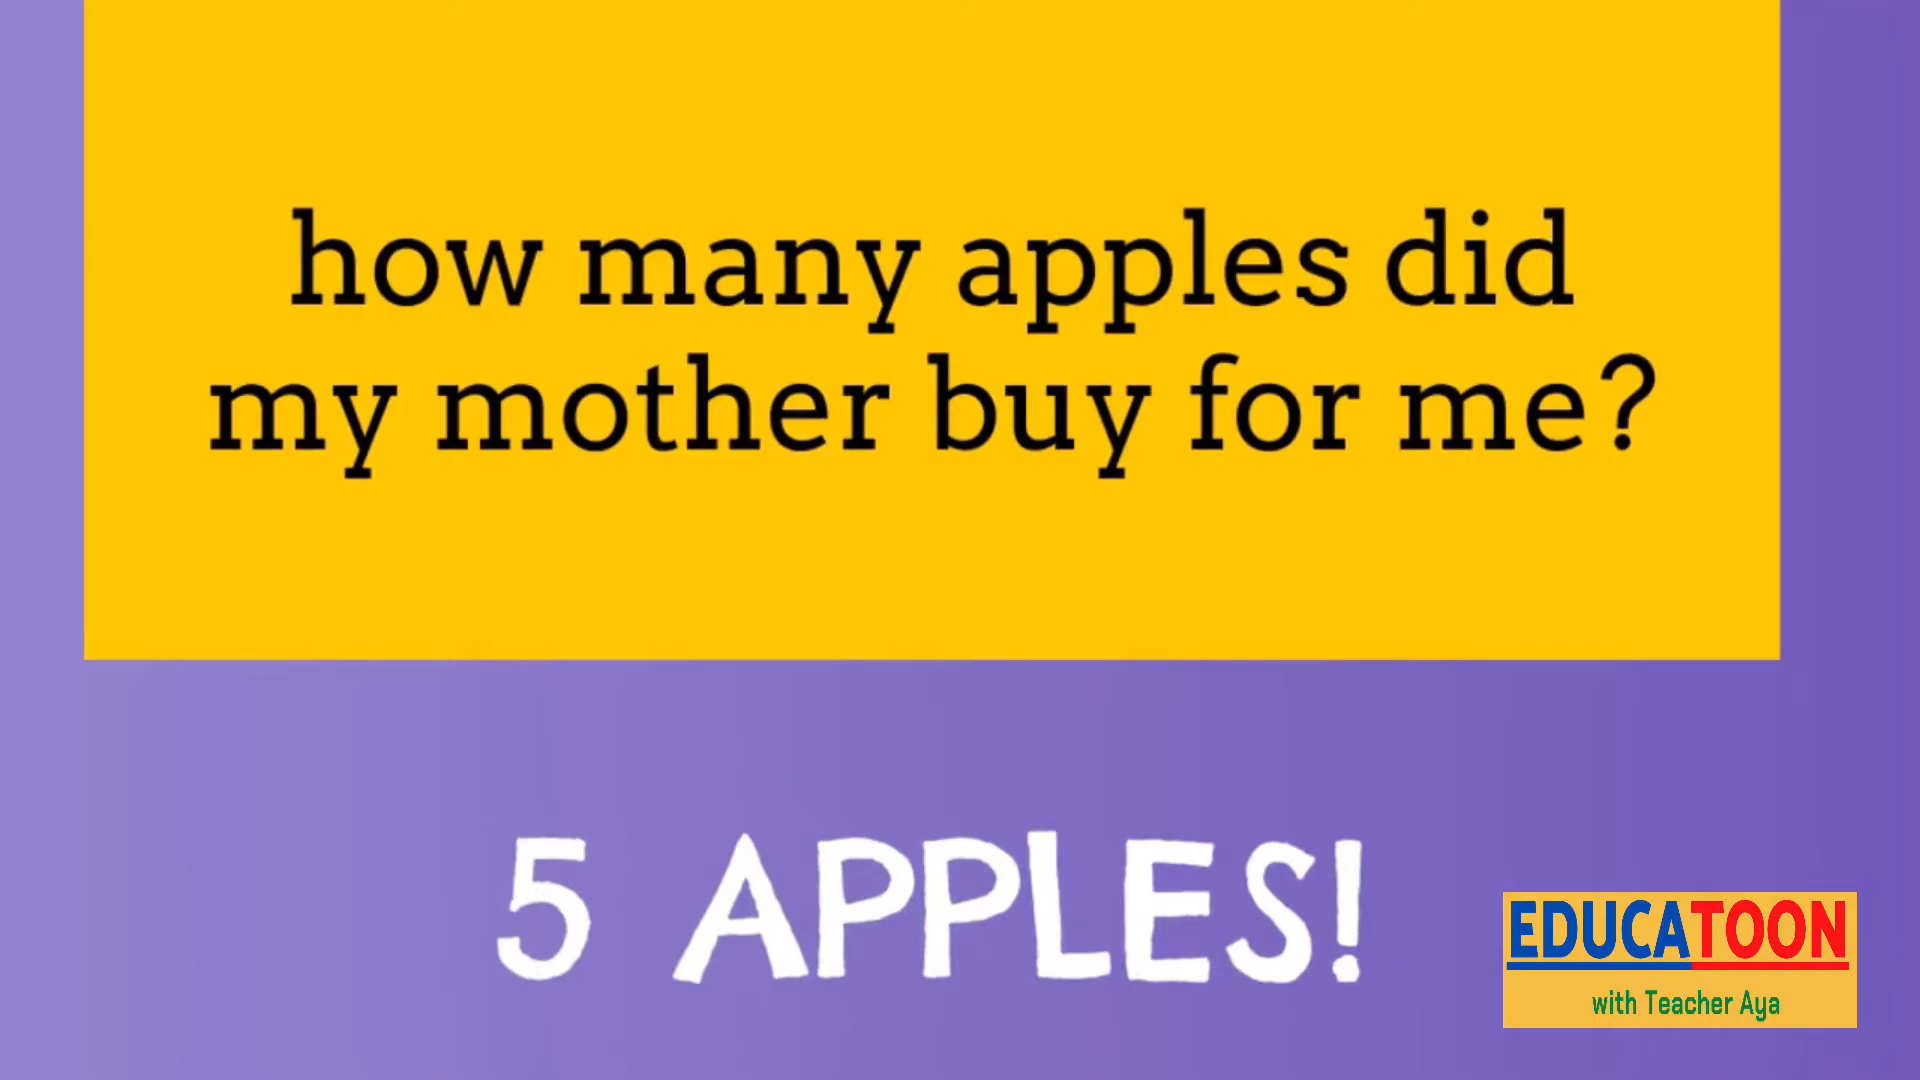 how many apples did
my mother buy for me?
5 APPLES!
EDUCATOON
with Teacher Aya